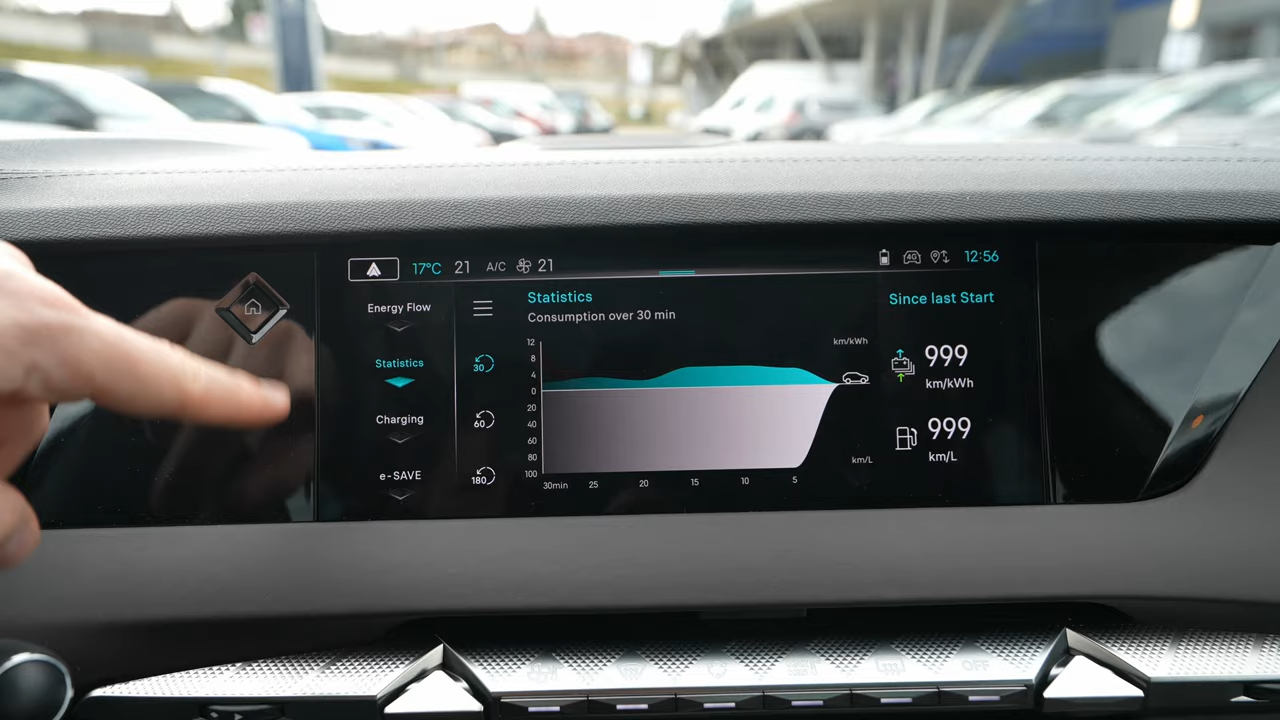 17°C 21 A/C 21
4G 12:56
Energy Flow
Statistics
Charging
e-SAVE
30
60
180
Statistics
Consumption over 30 min
km/kWh
12
8
4
0
20
40
60
80
100
km/L
30min 25 20 15 10 5
Since last Start
999
km/kWh
999
km/L
OFF